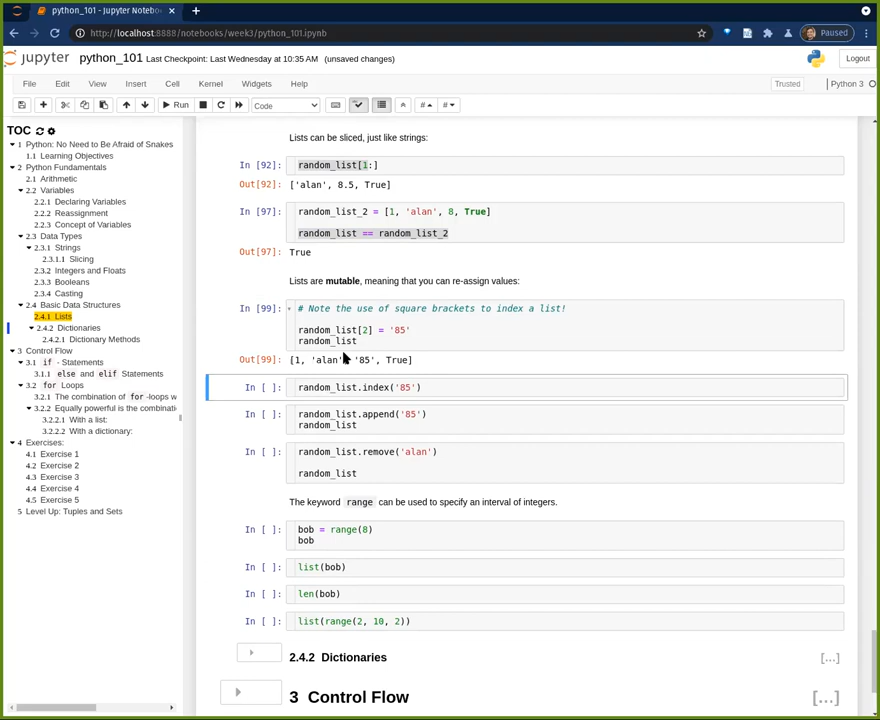 python_101 - Jupyter Notebo
http://localhost:8888/notebooks/week3/python_101.ipynb
Paused
jupyter python_101 Last Checkpoint: Last Wednesday at 10:35 AM (unsaved changes)
Logout
File Edit View Insert Cell Kernel Widgets Help
Trusted
Python 3
Run
Code
TOC
1 Python: No Need to Be Afraid of Snakes
1.1 Learning Objectives
2 Python Fundamentals
2.1 Arithmetic
2.2 Variables
2.2.1 Declaring Variables
2.2.2 Reassignment
2.2.3 Concept of Variables
2.3 Data Types
2.3.1 Strings
2.3.1.1 Slicing
2.3.2 Integers and Floats
2.3.3 Booleans
2.3.4 Casting
2.4 Basic Data Structures
2.4.1 Lists
2.4.2 Dictionaries
2.4.2.1 Dictionary Methods
3 Control Flow
3.1 if - Statements
3.1.1 else and elif Statements
3.2 for Loops
3.2.1 The combination of for -loops w
3.2.2 Equally powerful is the combinati
3.2.2.1 With a list:
3.2.2.2 With a dictionary:
4 Exercises:
4.1 Exercise 1
4.2 Exercise 2
4.3 Exercise 3
4.4 Exercise 4
4.5 Exercise 5
5 Level Up: Tuples and Sets
Lists can be sliced, just like strings:
In [92]: random_list[1:]
Out[92]: ['alan', 8.5, True]
In [97]: random_list_2 = [1, 'alan', 8, True]
random_list == random_list_2
Out[97]: True
Lists are mutable, meaning that you can re-assign values:
In [99]: # Note the use of square brackets to index a list!
random_list[2] = '85'
random_list
Out[99]: [1, 'alan' '85', True]
In [ ]: random_list.index('85')
In [ ]: random_list.append('85')
random_list
In [ ]: random_list.remove('alan')
random_list
The keyword range can be used to specify an interval of integers.
In [ ]: bob = range(8)
bob
In [ ]: list(bob)
In [ ]: len(bob)
In [ ]: list(range(2, 10, 2))
2.4.2 Dictionaries
[...]
3 Control Flow
[...]